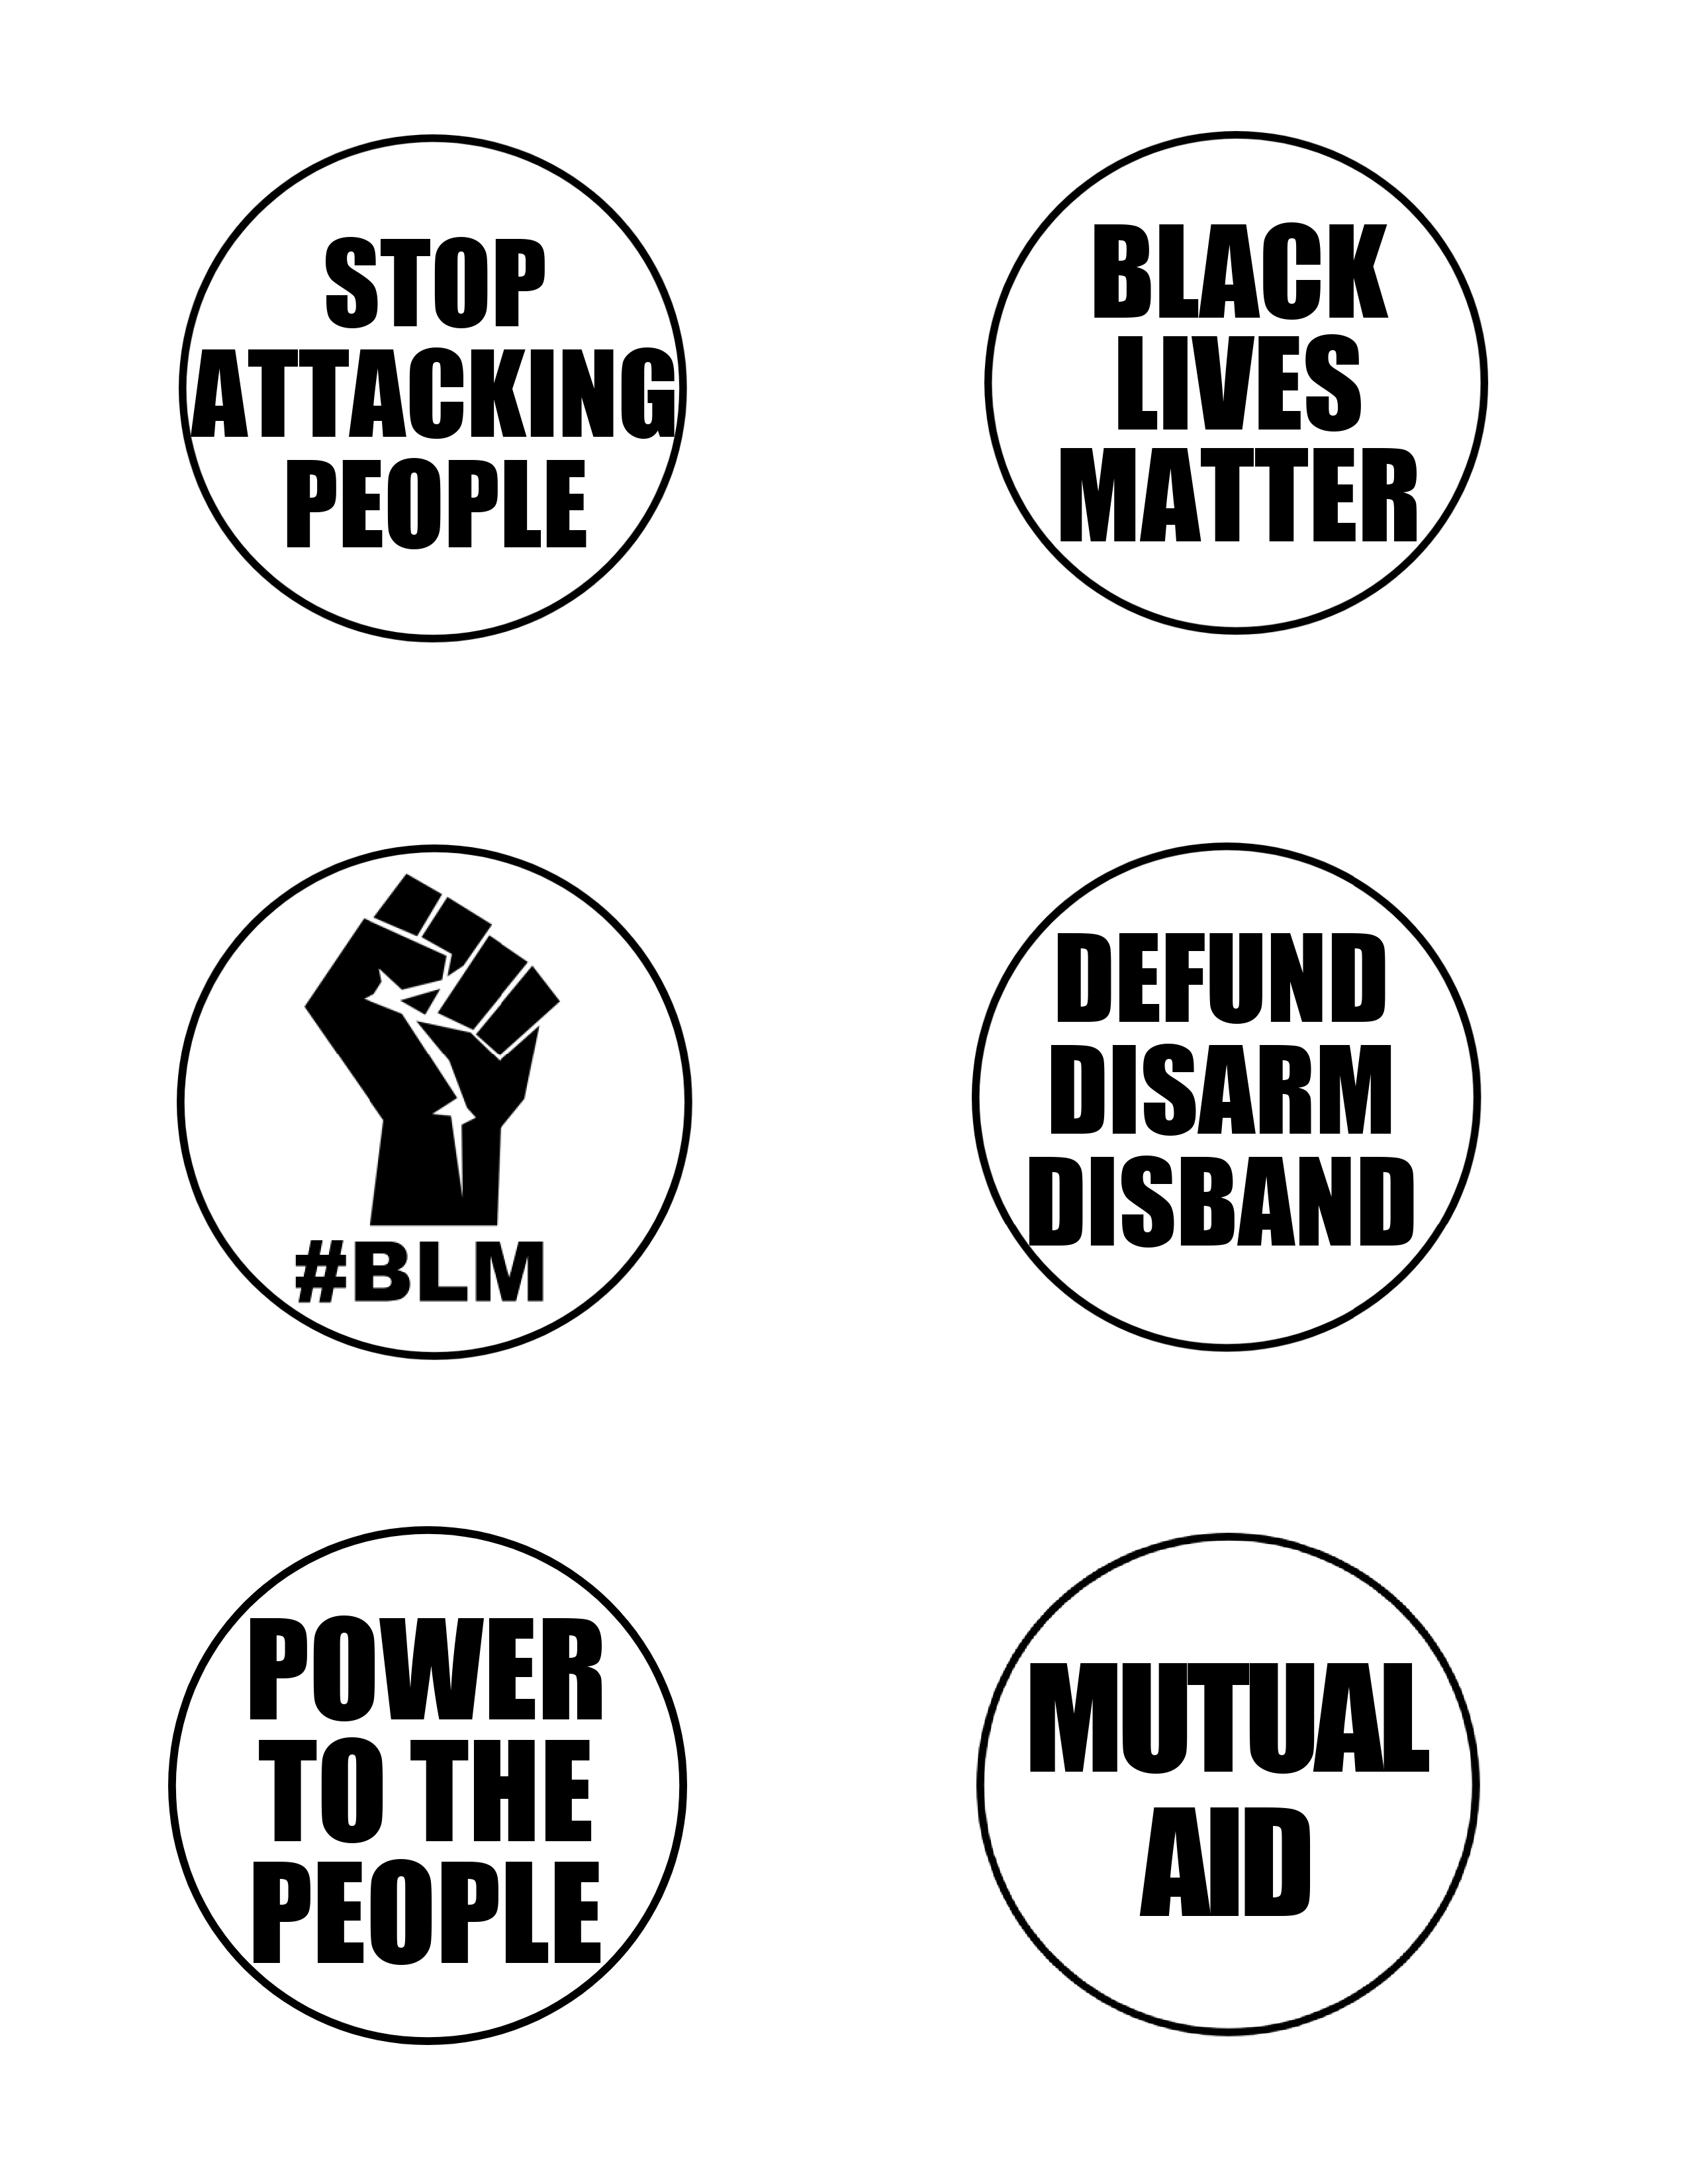 STOP
ATTACKING
PEOPLE
BLACK
LIVES
MATTER
#BLM
DEFUND
DISARM
DISBAND
POWER
TO THE
PEOPLE
MUTUAL
AID